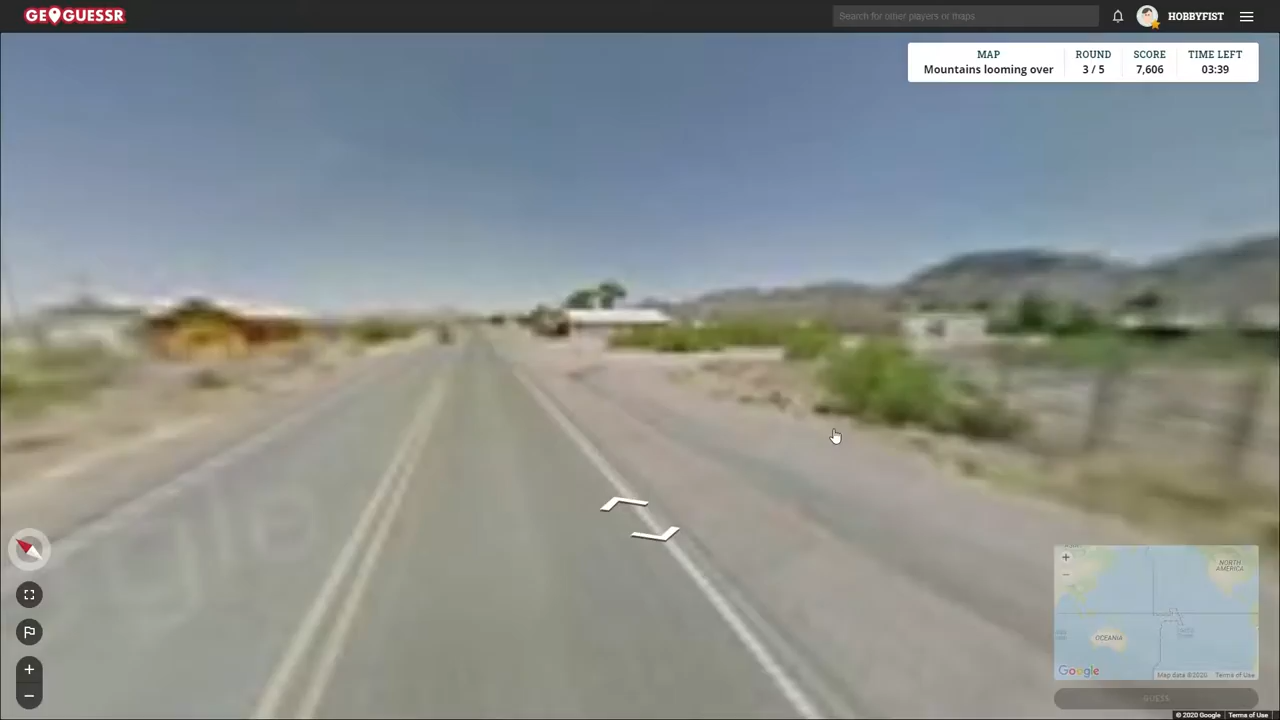 GEOGUESSR
Search for other players or maps
HOBBYFIST
MAP
Mountains looming over
ROUND
3 / 5
SCORE
7,606
TIME LEFT
03:39
NORTH
AMERICA
OCEANIA
Google
Map data ©2020
Terms of Use
GUESS
© 2020 Google
Terms of Use